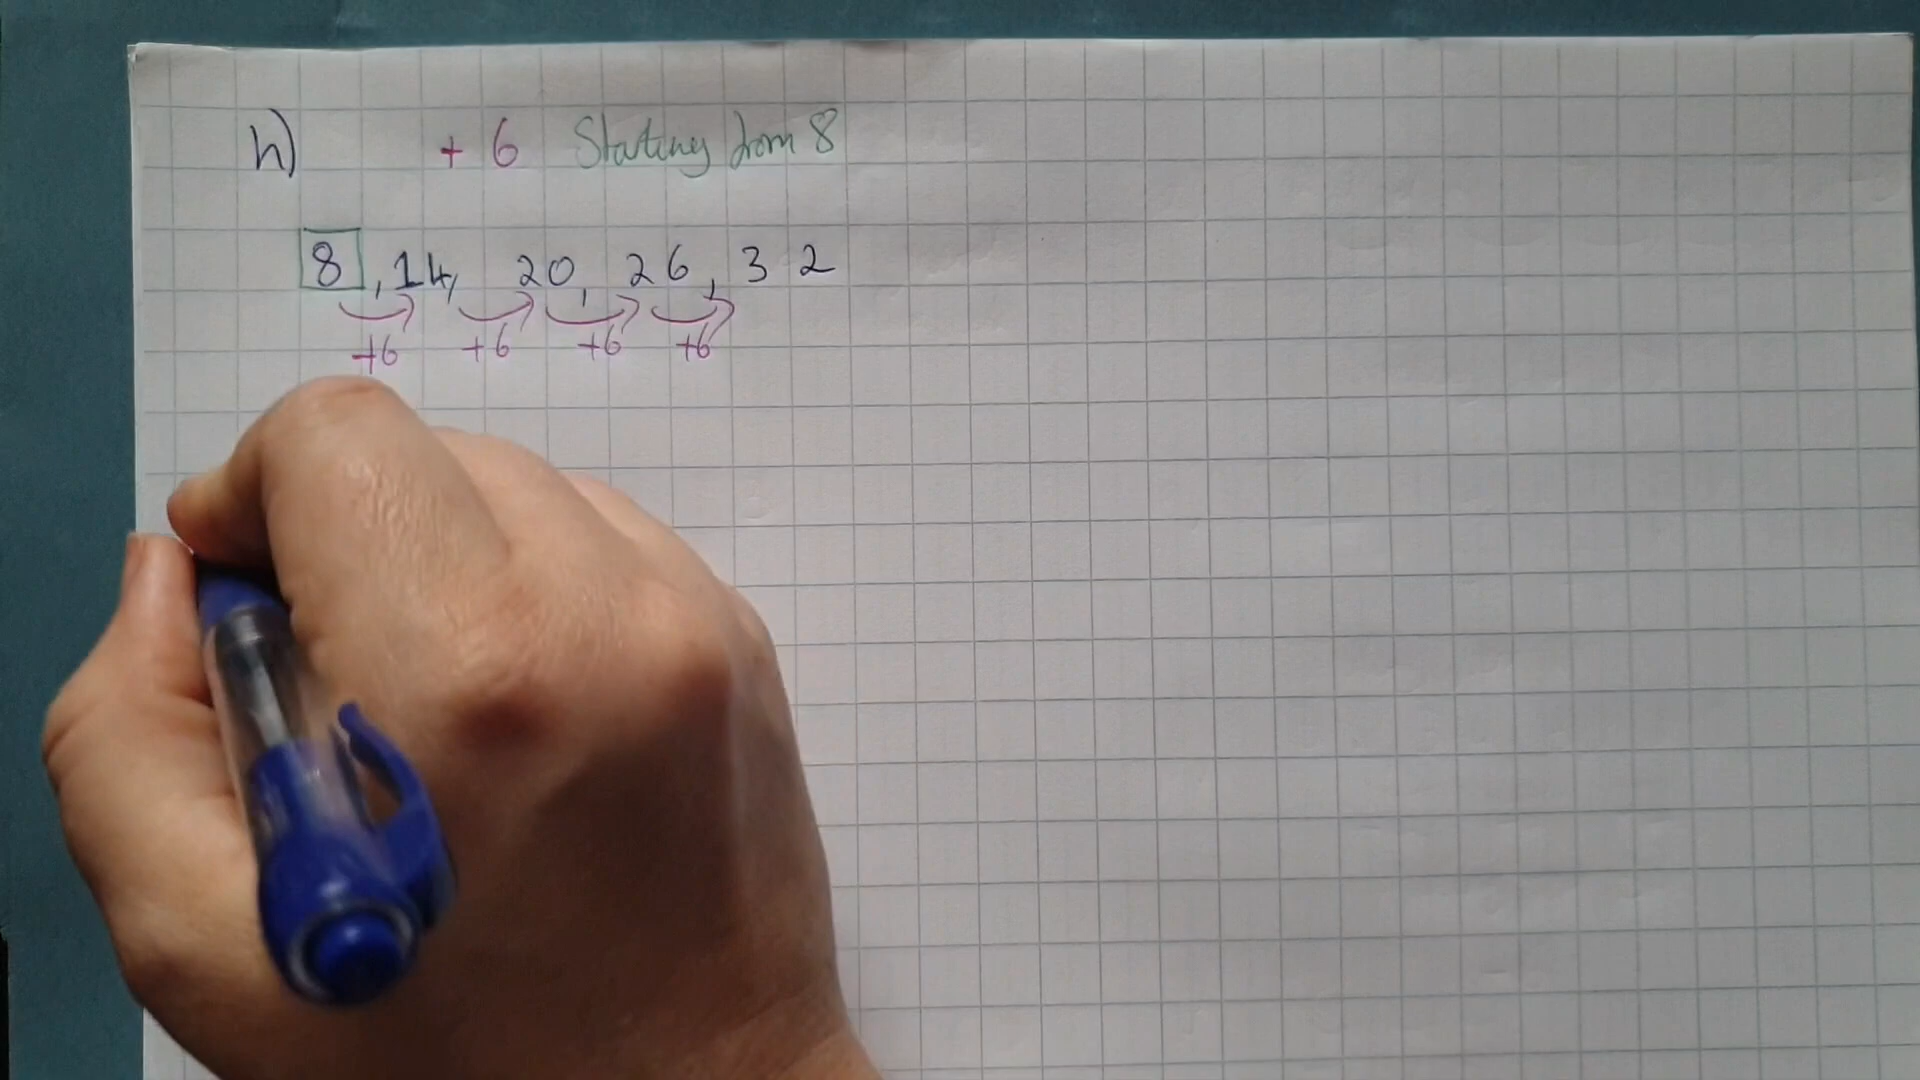 h) + 6 Starting from 8
8, 14, 20, 26, 32
+6 +6 +6 +6